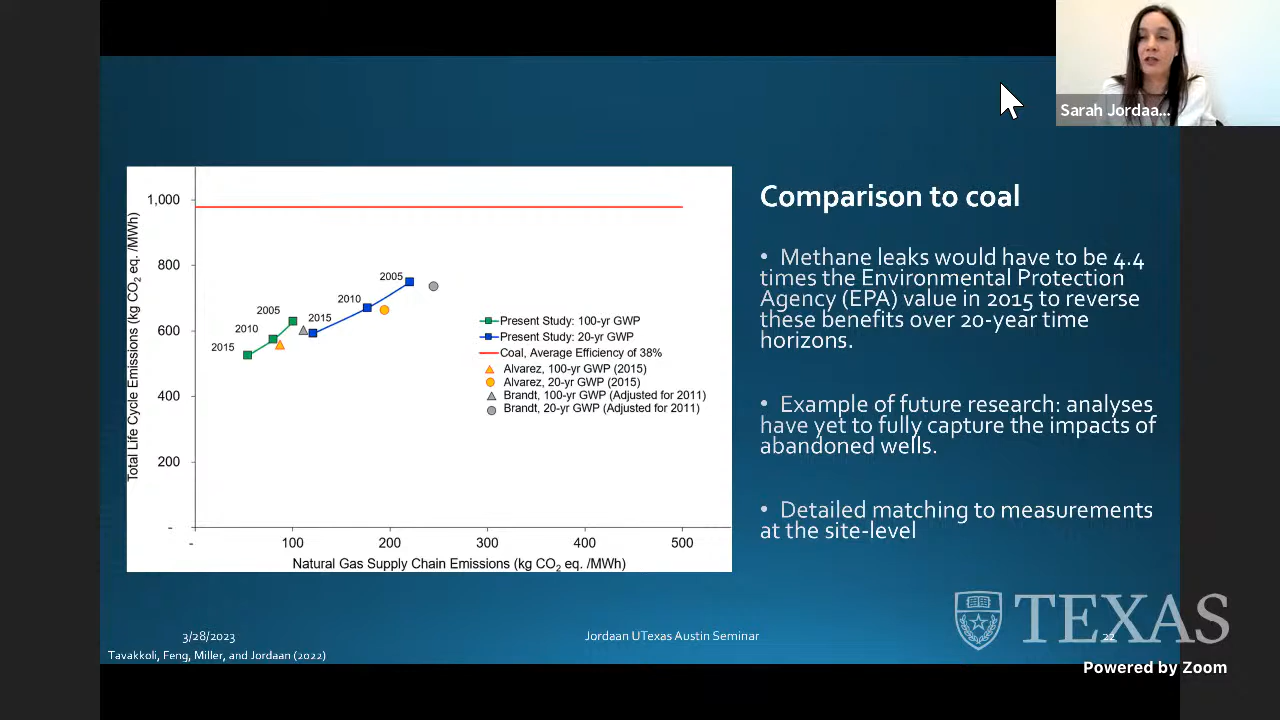 Sarah Jordaa...
1,000
800
600
400
200
-
Total Life Cycle Emissions (kg CO2 eq. /MWh)
2005
2010
2015
2005
2010
2015
Present Study: 100-yr GWP
Present Study: 20-yr GWP
Coal, Average Efficiency of 38%
Alvarez, 100-yr GWP (2015)
Alvarez, 20-yr GWP (2015)
Brandt, 100-yr GWP (Adjusted for 2011)
Brandt, 20-yr GWP (Adjusted for 2011)
- 100 200 300 400 500
Natural Gas Supply Chain Emissions (kg CO2 eq. /MWh)
Comparison to coal
• Methane leaks would have to be 4.4
times the Environmental Protection
Agency (EPA) value in 2015 to reverse
these benefits over 20-year time
horizons.
• Example of future research: analyses
have yet to fully capture the impacts of
abandoned wells.
• Detailed matching to measurements
at the site-level
3/28/2023
Jordaan UTexas Austin Seminar
22
TEXAS
Tavakkoli, Feng, Miller, and Jordaan (2022)
Powered by Zoom